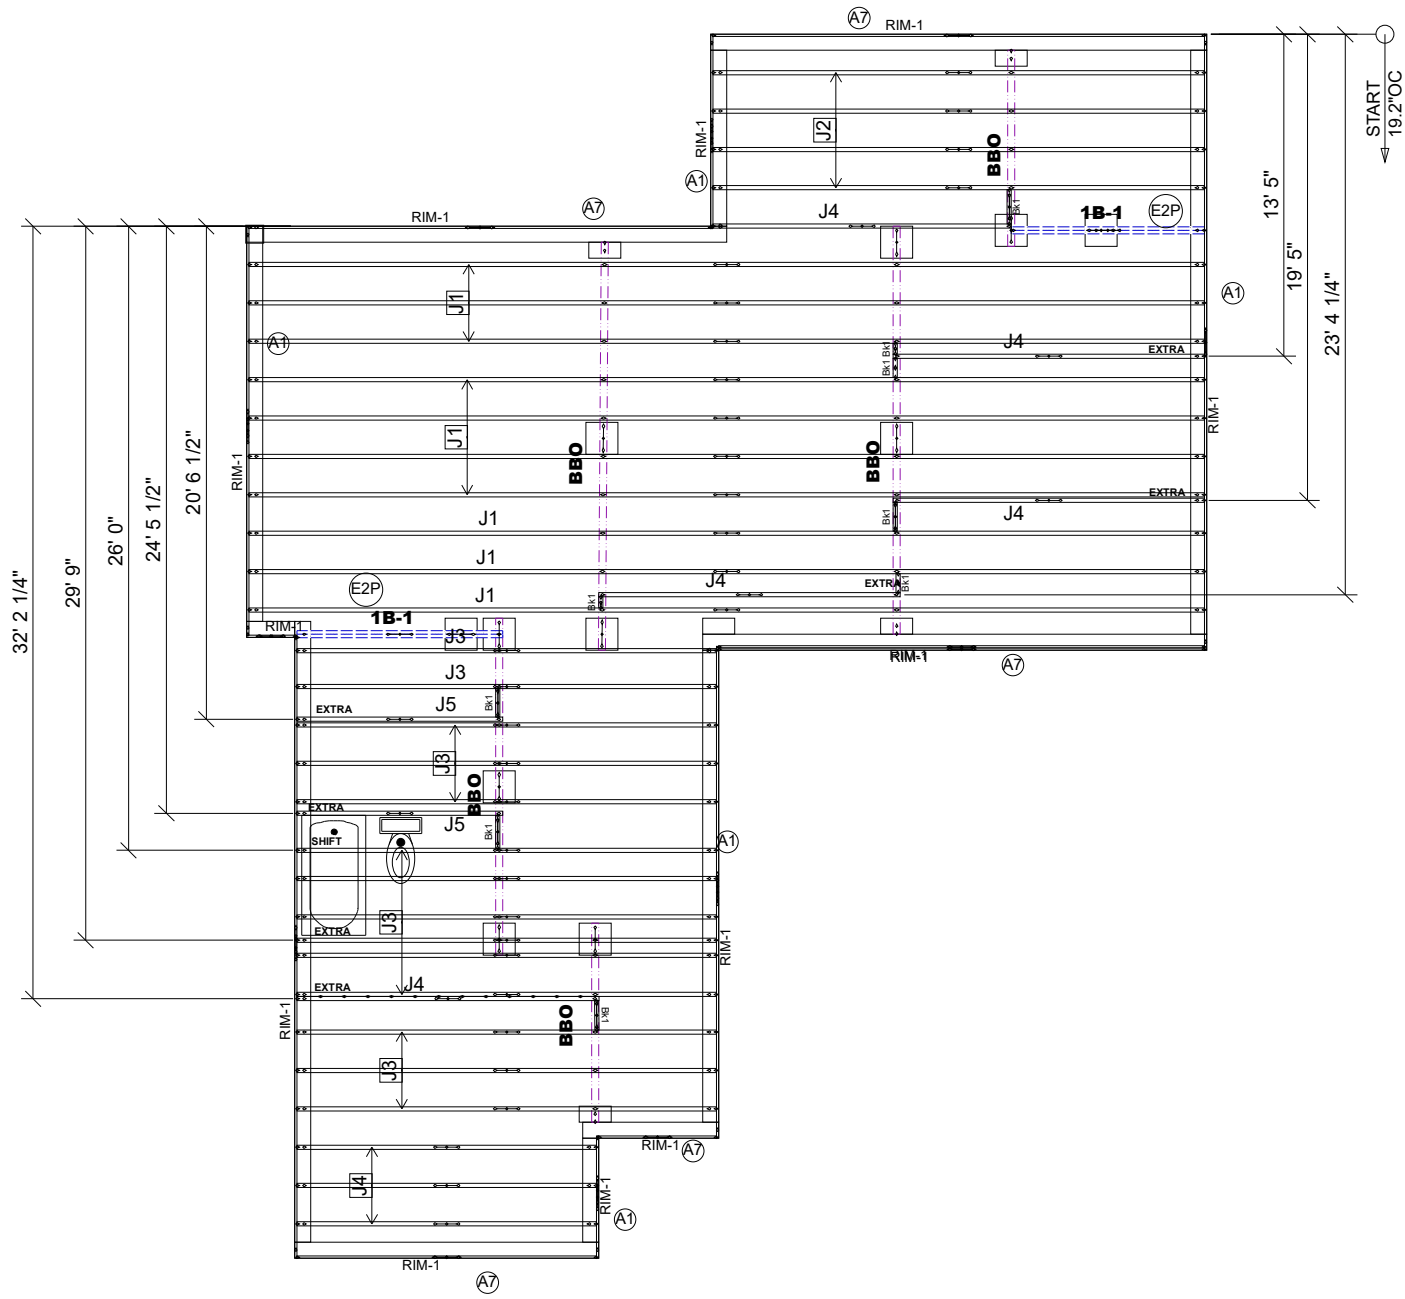 A7
RIM-1
START
19.2"OC
J2
RIM-1
BBO
A1
J4
Bk1
1B-1
E2P
13' 5"
19' 5"
23' 4 1/4"
RIM-1
A7
A1
J1
A1
Bk1
Bk1
J4
EXTRA
RIM-1
J1
BBO
BBO
RIM-1
EXTRA
J1
Bk1
J4
J1
J4
EXTRA
Bk1
E2P
J1
Bk1
1B-1
RIM-1
J3
RIM-1
RIM-1
A7
J3
Bk1
J5
EXTRA
J3
BBO
EXTRA
J5
Bk1
SHIFT
A1
J3
EXTRA
RIM-1
EXTRA
J4
BBO
Bk1
RIM-1
J3
RIM-1
A7
J4
RIM-1
A1
RIM-1
A7
32' 2 1/4"
29' 9"
26' 0"
24' 5 1/2"
20' 6 1/2"